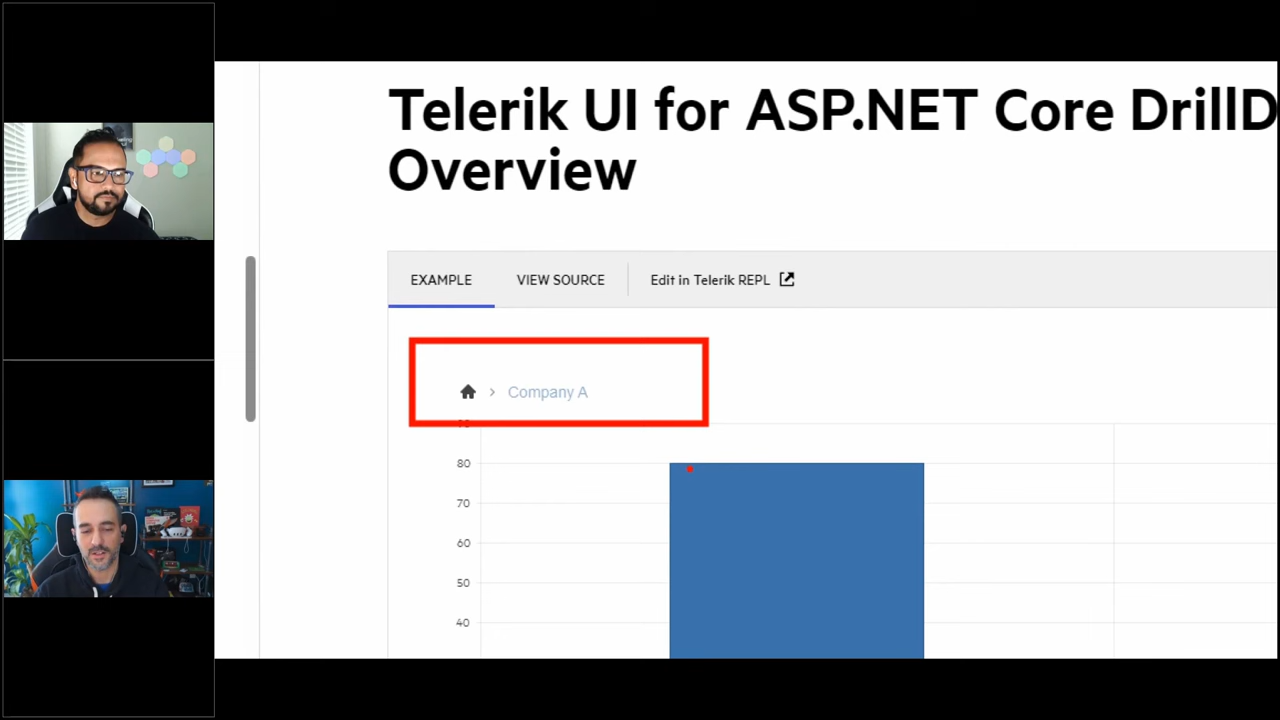 Telerik UI for ASP.NET Core DrillD
Overview
EXAMPLE VIEW SOURCE Edit in Telerik REPL
Company A
80
70
60
50
40